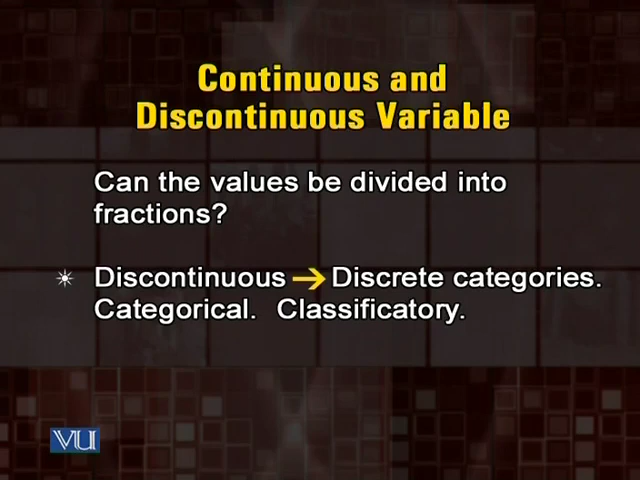 Continuous and
Discontinuous Variable
Can the values be divided into
fractions?
Discontinuous → Discrete categories.
Categorical. Classificatory.
VU